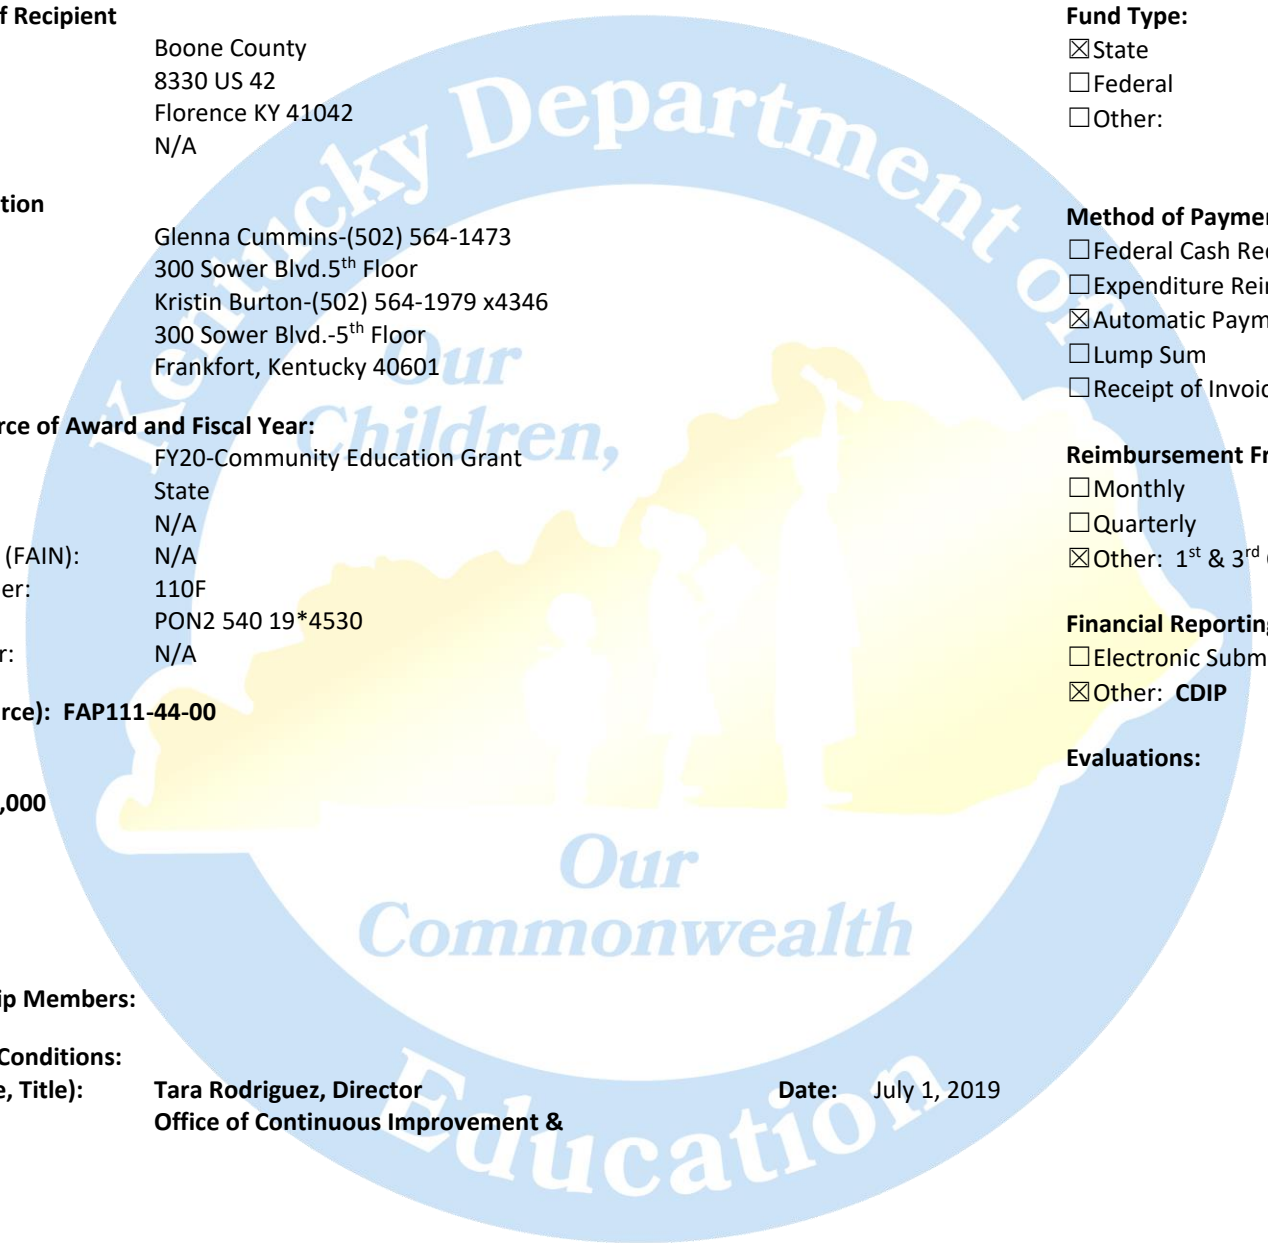 f Recipient
Boone County
8330 US 42
Florence KY 41042
N/A
tion
Glenna Cummins-(502) 564-1473
300 Sower Blvd.5th Floor
Kristin Burton-(502) 564-1979 x4346
300 Sower Blvd.-5th Floor
Frankfort, Kentucky 40601
rce of Award and Fiscal Year:
FY20-Community Education Grant
State
N/A
(FAIN): N/A
er: 110F
PON2 540 19*4530
r: N/A
rce): FAP111-44-00
,000
ip Members:
Conditions:
e, Title): Tara Rodriguez, Director Date: July 1, 2019
Office of Continuous Improvement &
Fund Type:
☒State
☐Federal
☐Other:
Method of Paymen
☐Federal Cash Rec
☐Expenditure Rei
☒Automatic Paym
☐Lump Sum
☐Receipt of Invoic
Reimbursement Fr
☐Monthly
☐Quarterly
☒Other: 1st & 3rd
Financial Reporting
☐Electronic Subm
☒Other: CDIP
Evaluations:
Kentucky Department of
Education
Our
Children,
Our
Commonwealth